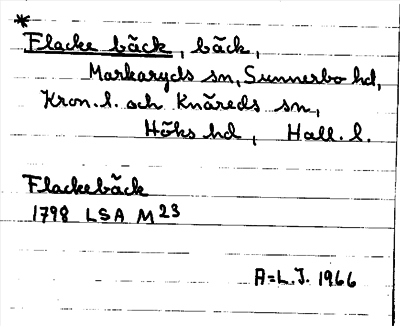 *
Flacke bäck, bäck,
Markaryds sn, Sunnerbo hd,
Kron. l. och Knäreds sn,
Höks hd, Hall. l.
Flackebäck
1798 LSA M23
A=L.J. 1966